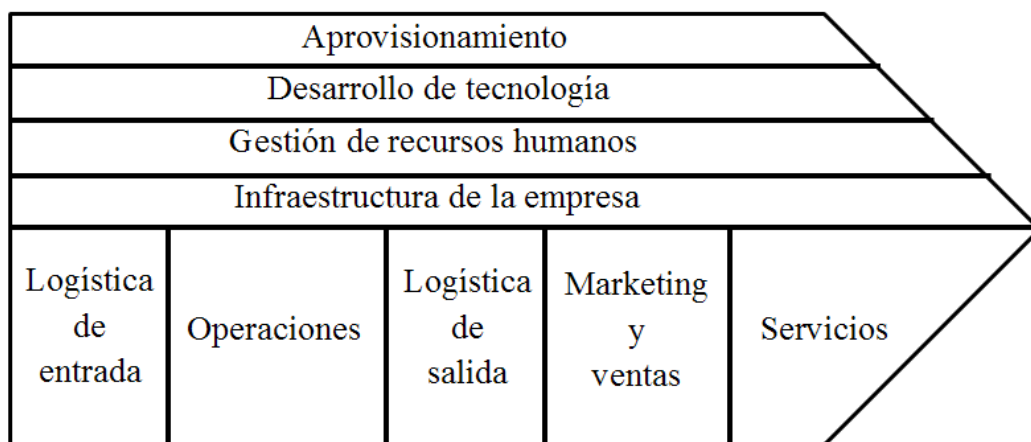 Aprovisionamiento
Desarrollo de tecnología
Gestión de recursos humanos
Infraestructura de la empresa
Logística
de
entrada
Operaciones
Logística
de
salida
Marketing
y
ventas
Servicios